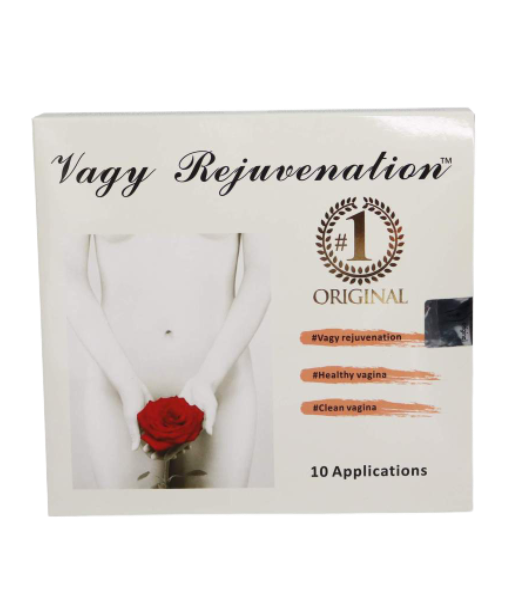 Vagy Rejuvenation™
#1
ORIGINAL
#Vagy rejuvenation
#Healthy vagina
#Clean vagina
10 Applications